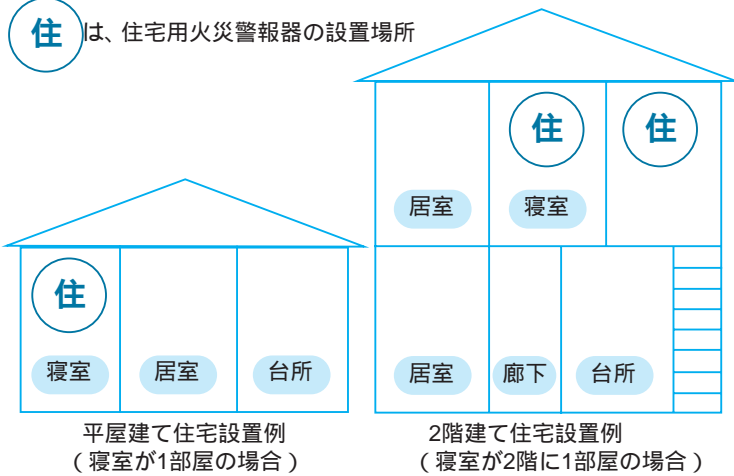 住は、住宅用火災警報器の設置場所
住
住
居室
寝室
住
寝室
居室
台所
居室
廊下
台所
平屋建て住宅設置例
（寝室が1部屋の場合）
2階建て住宅設置例
（寝室が2階に1部屋の場合）